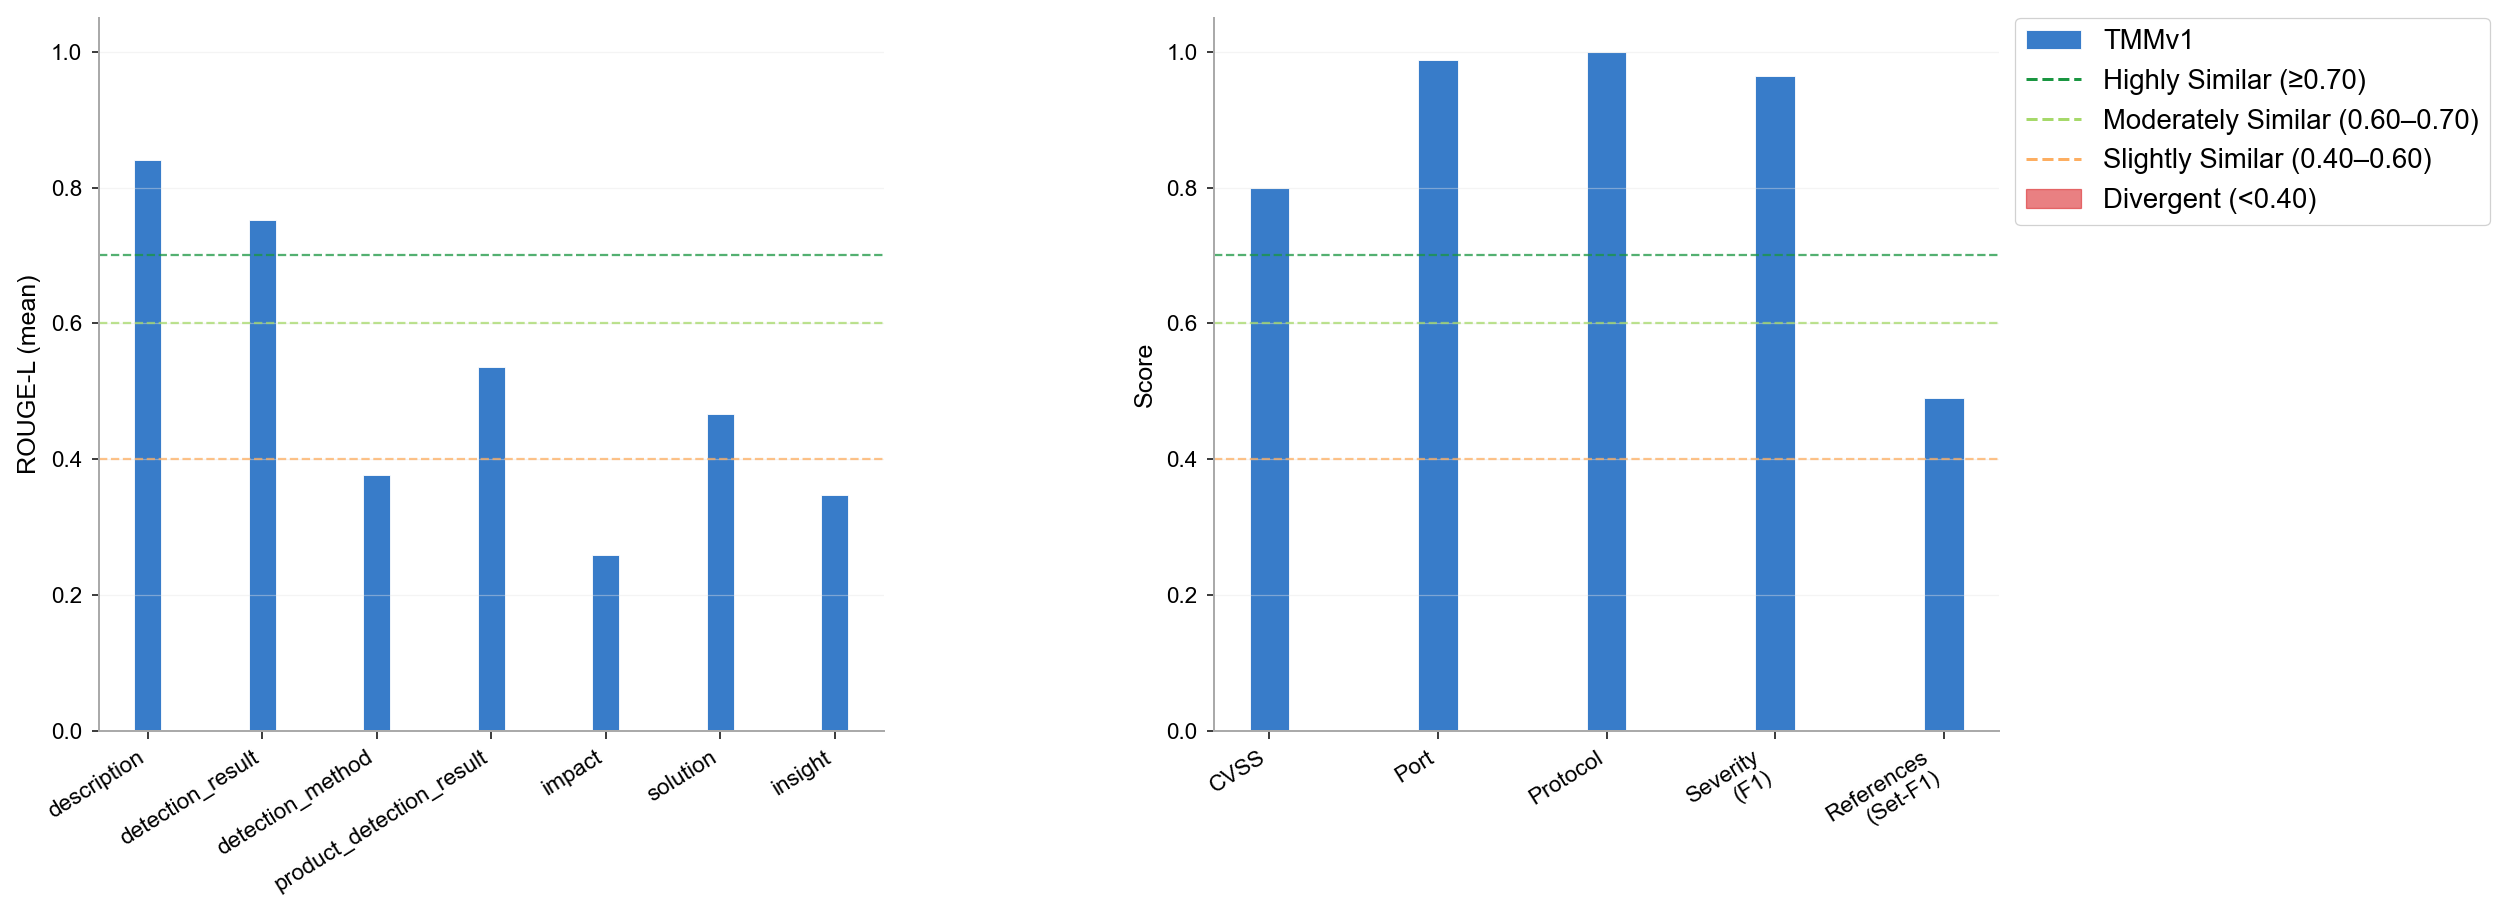 ROUGE-L (mean)
1.0
0.8
0.6
0.4
0.2
0.0
description
detection_result
detection_method
product_detection_result
impact
solution
insight
Score
1.0
0.8
0.6
0.4
0.2
0.0
CVSS
Port
Protocol
Severity
(F1)
References
(Set-F1)
TMMv1
Highly Similar (≥0.70)
Moderately Similar (0.60–0.70)
Slightly Similar (0.40–0.60)
Divergent (<0.40)